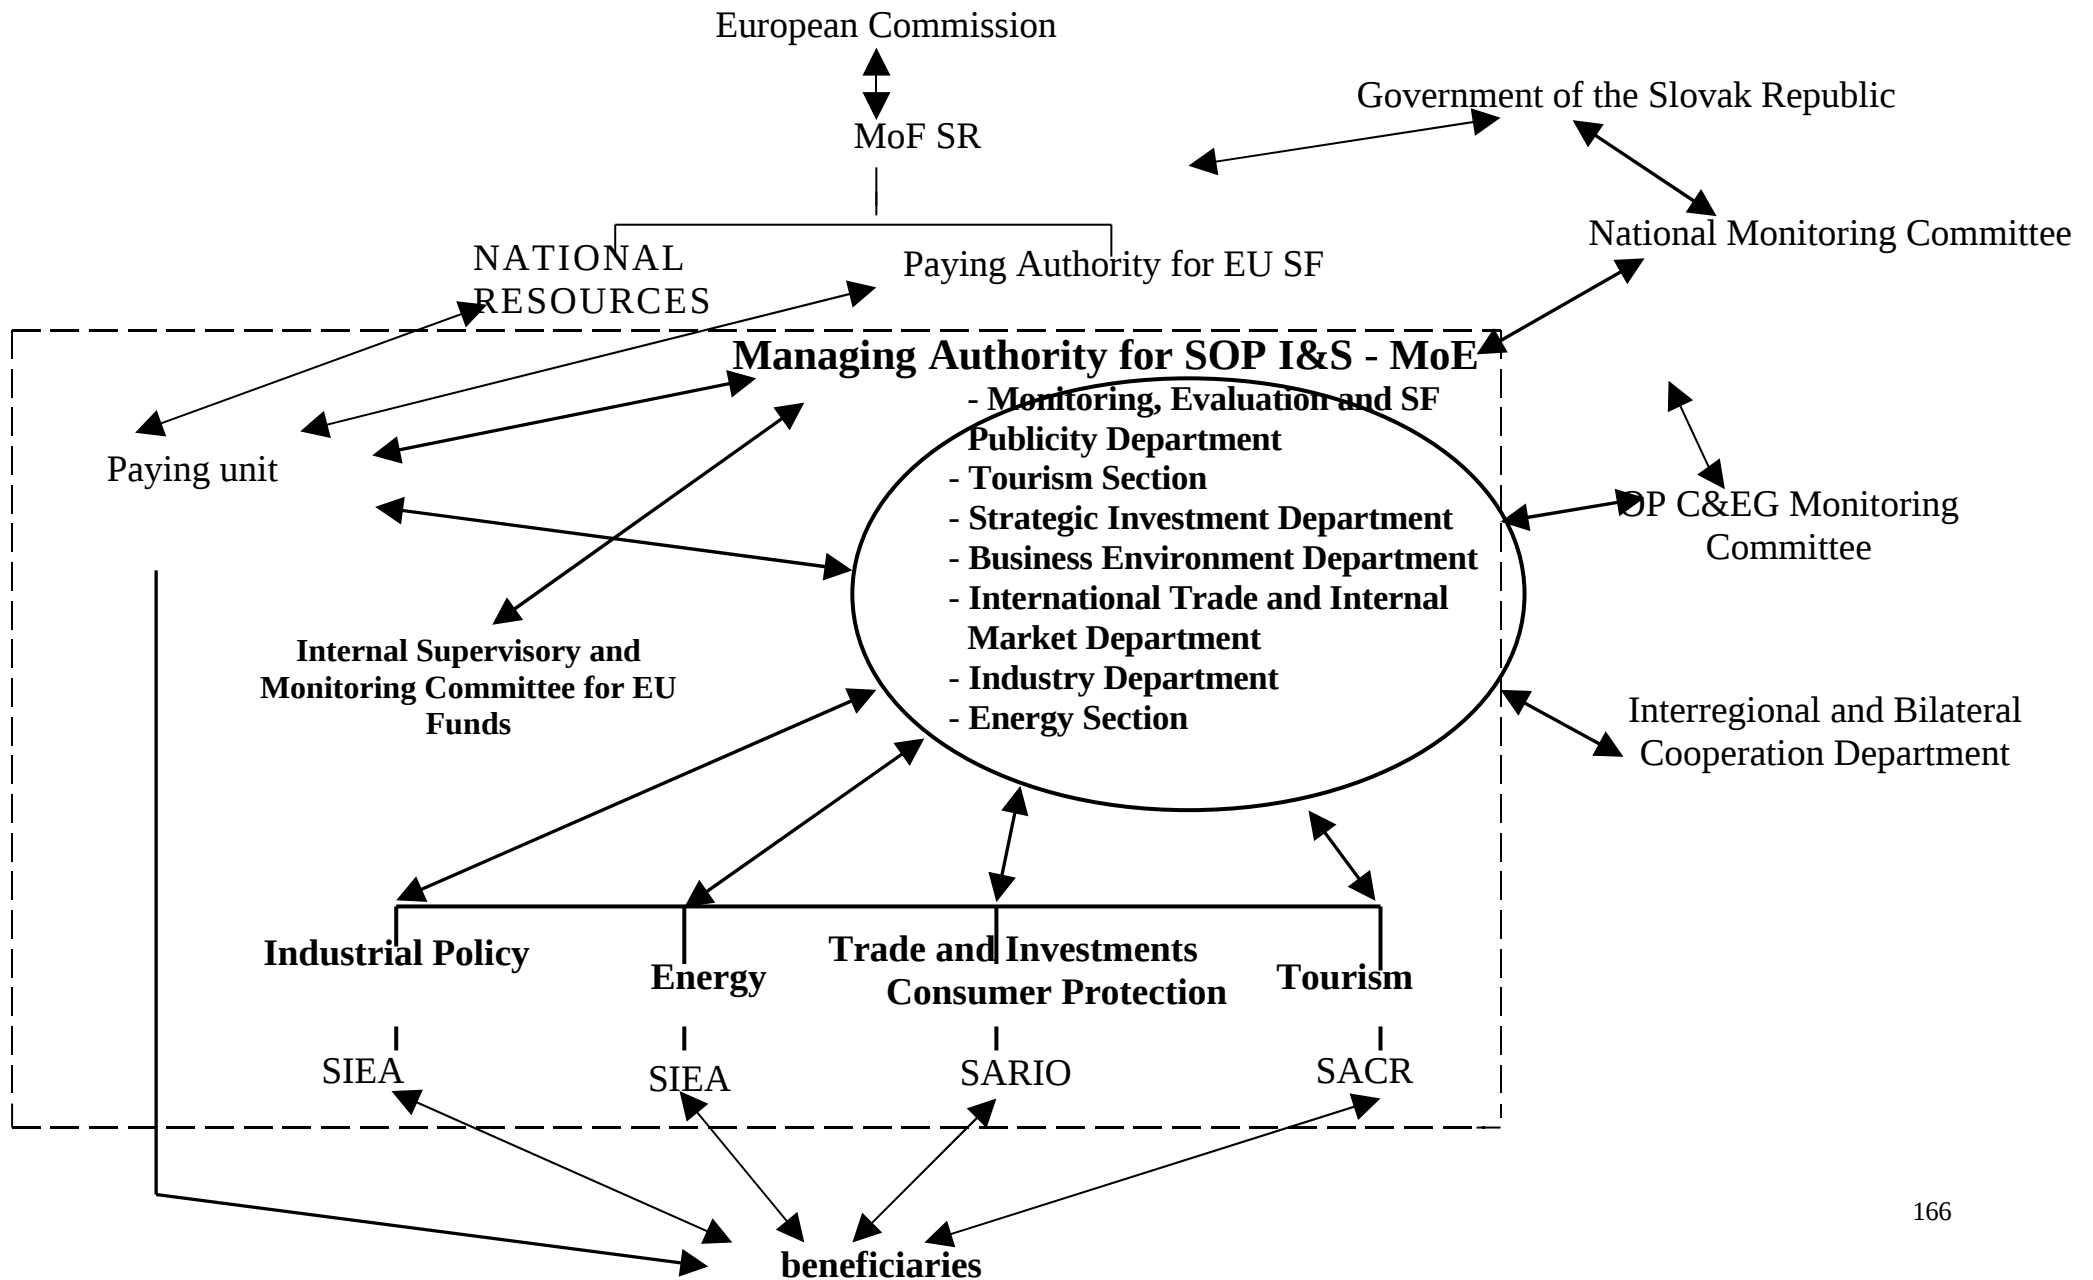 European Commission
Government of the Slovak Republic
MoF SR
National Monitoring Committee
NATIONAL
RESOURCES
Paying Authority for EU SF
Managing Authority for SOP I&S - MoE
- Monitoring, Evaluation and SF
Publicity Department
- Tourism Section
- Strategic Investment Department
- Business Environment Department
- International Trade and Internal
Market Department
- Industry Department
- Energy Section
Paying unit
OP C&EG Monitoring
Committee
Internal Supervisory and
Monitoring Committee for EU
Funds
Interregional and Bilateral
Cooperation Department
Industrial Policy
Energy
Trade and Investments
Consumer Protection
Tourism
SIEA
SIEA
SARIO
SACR
166
beneficiaries